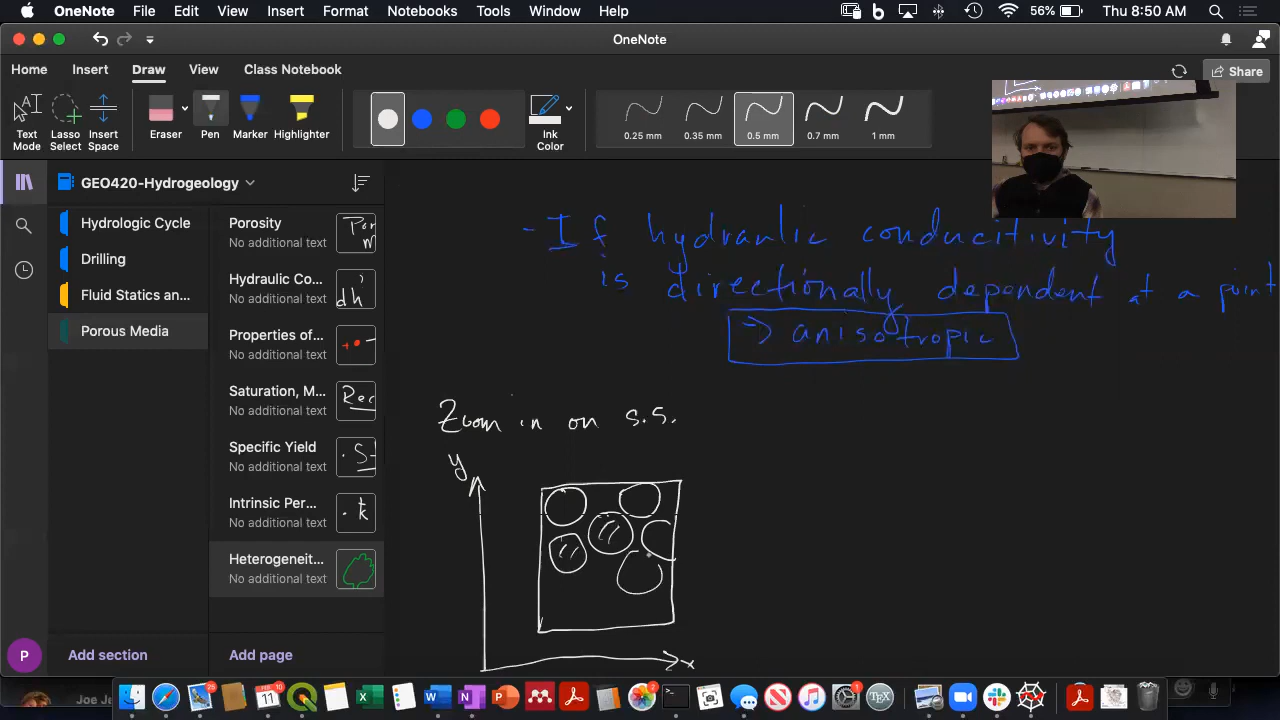 OneNote File Edit View Insert Format Notebooks Tools Window Help 56% Thu 8:50 AM
OneNote
Home Insert Draw View Class Notebook Share
Text Mode Lasso Select Insert Space Eraser Pen Marker Highlighter Ink Color 0.25 mm 0.35 mm 0.5 mm 0.7 mm 1 mm
GEO420-Hydrogeology
Hydrologic Cycle
Drilling
Fluid Statics an...
Porous Media
Porosity
No additional text
Hydraulic Co...
No additional text
dh
Properties of...
No additional text
Saturation, M...
No additional text
Rec
Specific Yield
No additional text
Intrinsic Per...
No additional text
k
Heterogeneit...
No additional text
- If hydraulic conducitivity
is directionally dependent at a point
→ anisotropic
Zoom in on s.s.
y
x
P
Add section
Add page
Joe Je